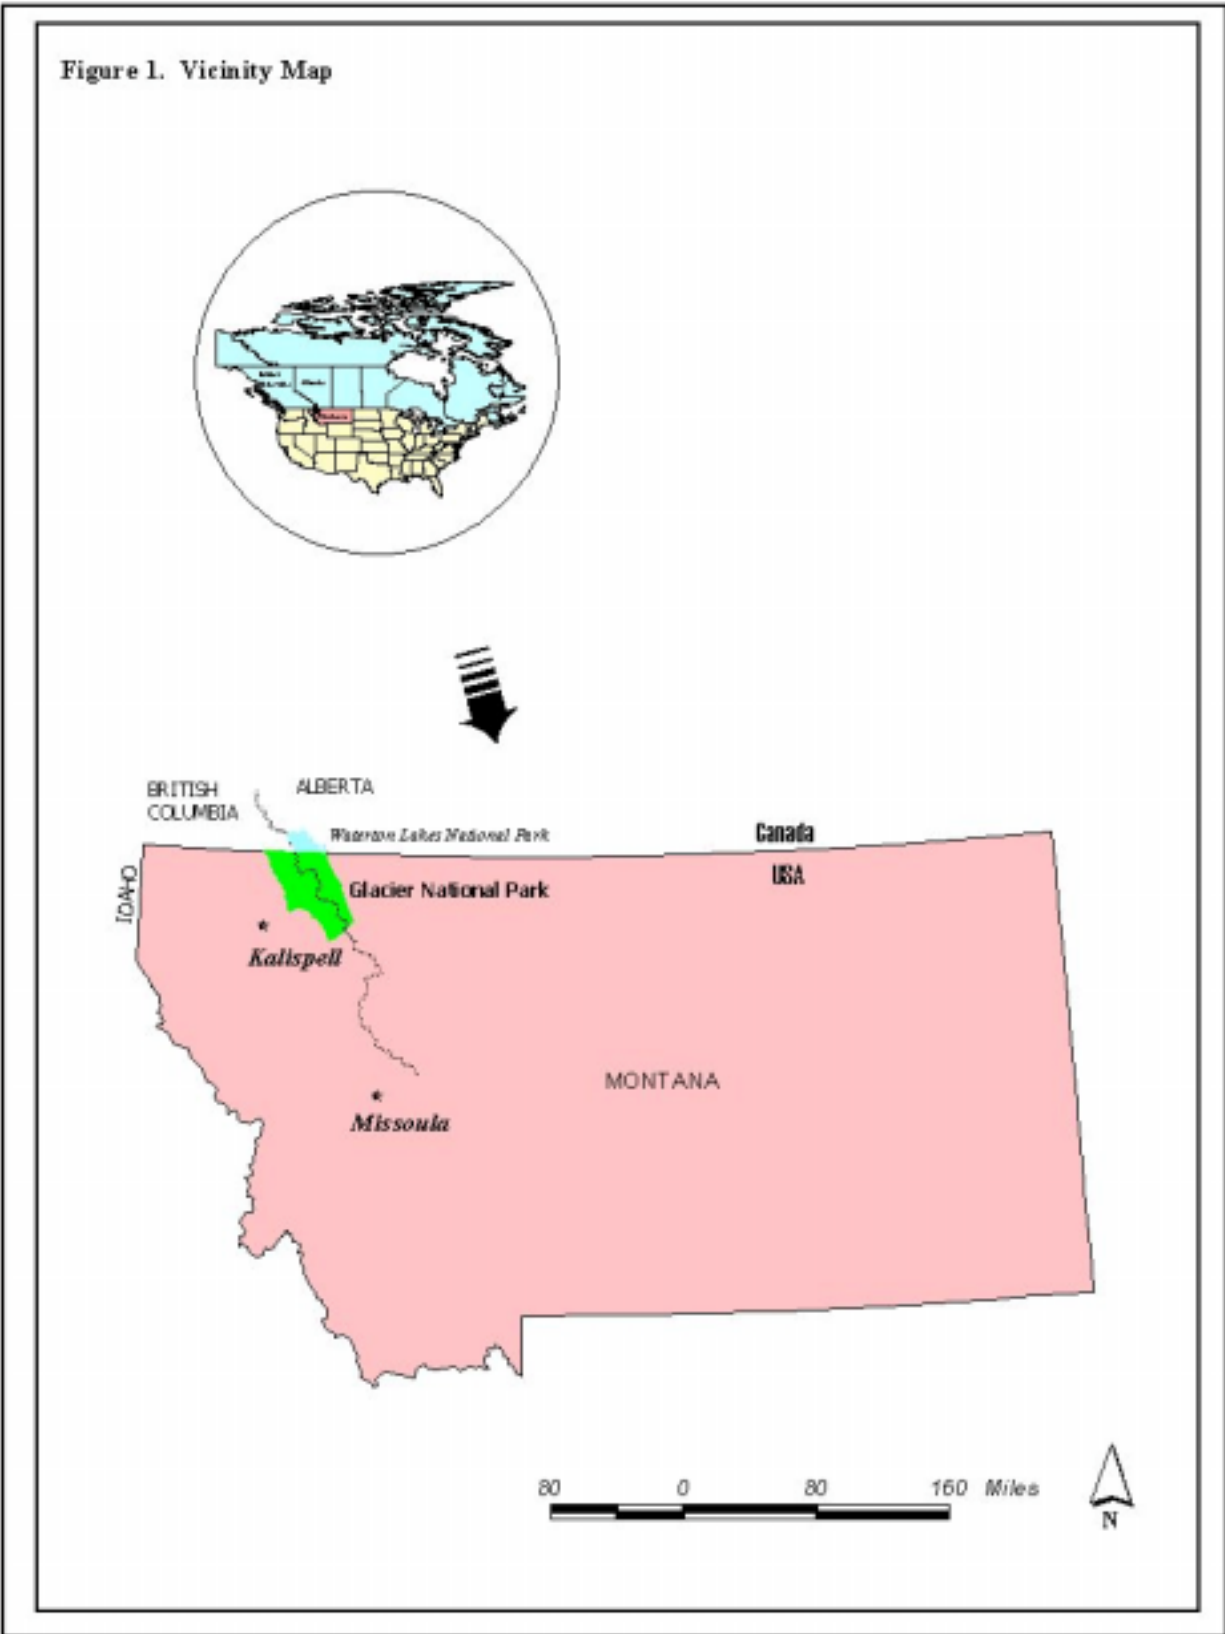 Figure 1. Vicinity Map
BRITISH
COLUMBIA
ALBERTA
Waterton Lakes National Park
Canada
USA
IDAHO
Glacier National Park
Kalispell
MONTANA
Missoula
80 0 80 160 Miles
N